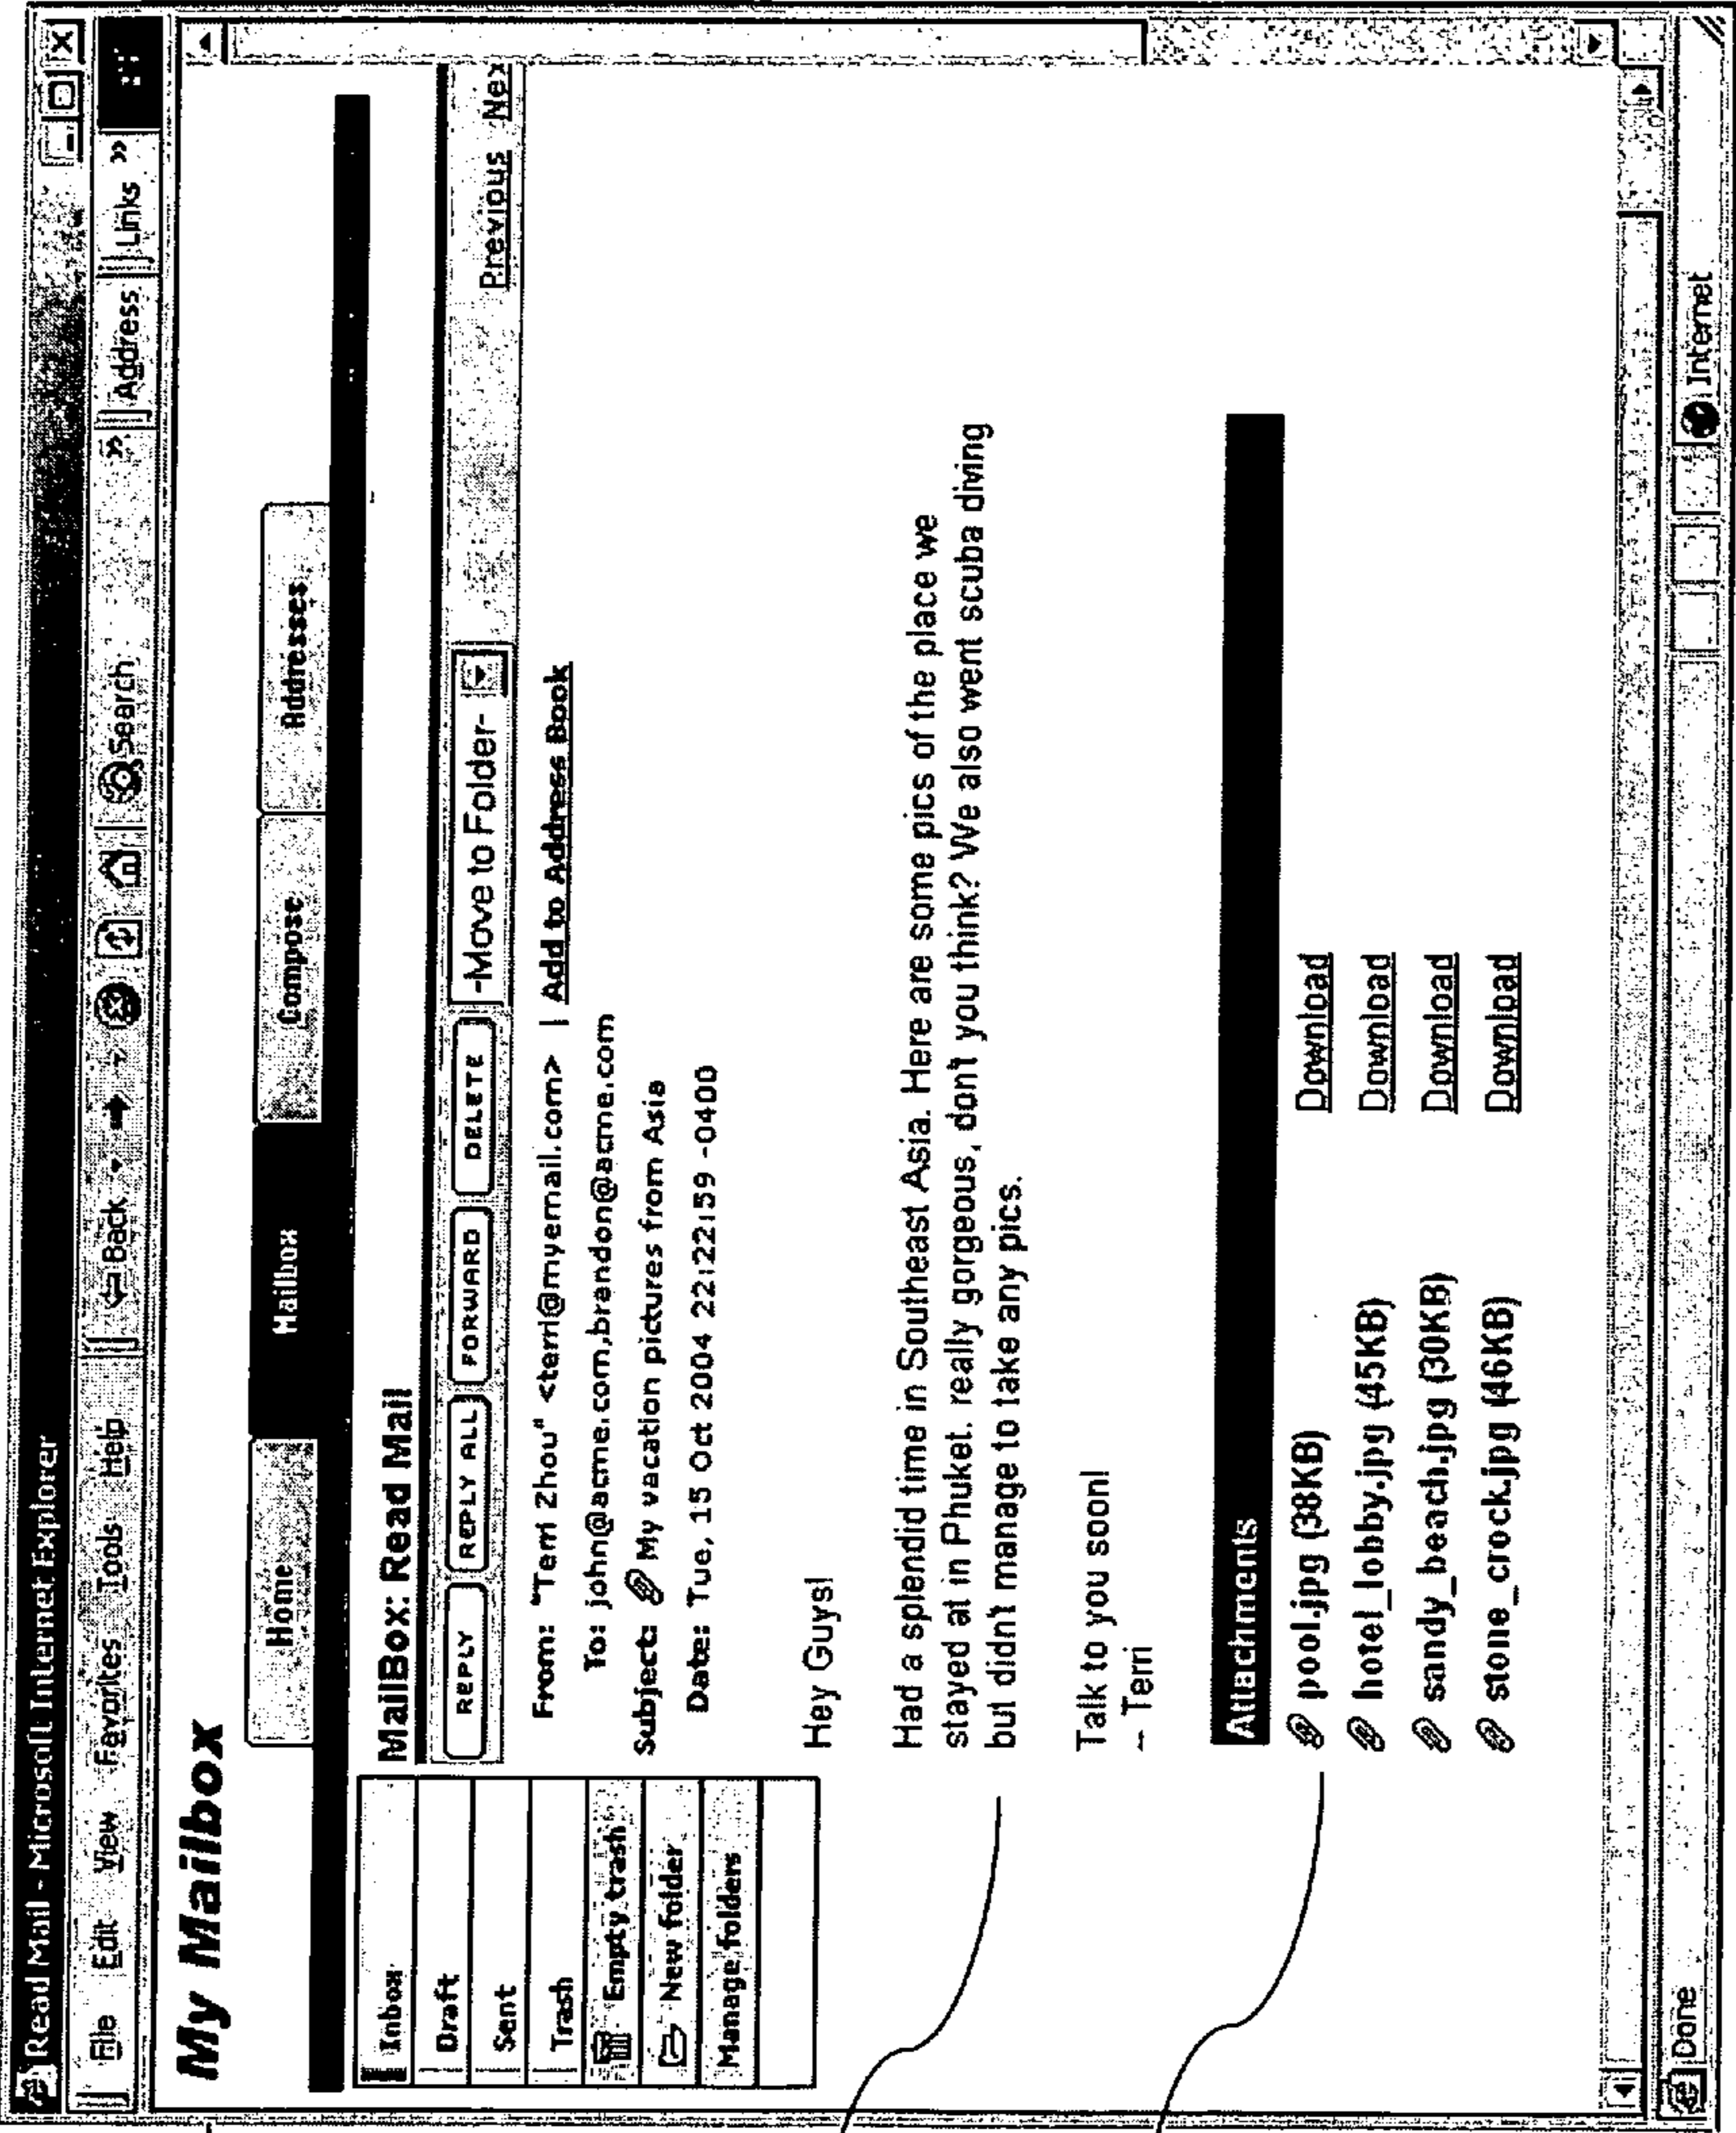 Read Mail - Microsoft Internet Explorer
File Edit View Favorites Tools Help Back Search » Address Links »
My Mailbox
Home Mailbox Compose Addresses
Inbox
Draft
Sent
Trash
Empty trash
New folder
Manage folders
MailBox: Read Mail
REPLY REPLY ALL FORWARD DELETE -Move to Folder- Previous Nex
From: "Terri Zhou" <terri@myemail.com> | Add to Address Book
To: john@acme.com,brandon@acme.com
Subject: My vacation pictures from Asia
Date: Tue, 15 Oct 2004 22:22:59 -0400
Hey Guys!
Had a splendid time in Southeast Asia. Here are some pics of the place we
stayed at in Phuket. really gorgeous, don't you think? We also went scuba diving
but didn't manage to take any pics.
Talk to you soon!
-- Terri
Attachments
pool.jpg (38KB) Download
hotel_lobby.jpg (45KB) Download
sandy_beach.jpg (30KB) Download
stone_crock.jpg (46KB) Download
Done Internet